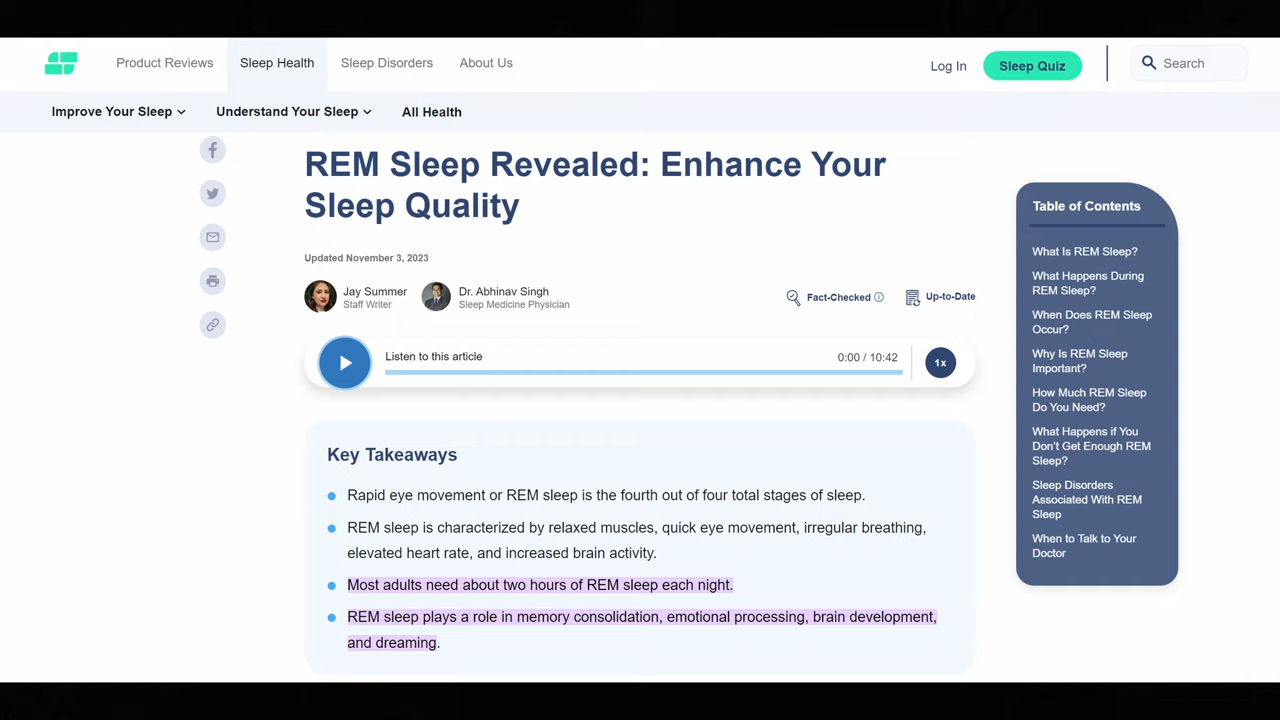 Product Reviews
Sleep Health
Sleep Disorders
About Us
Log In
Sleep Quiz
Search
Improve Your Sleep
Understand Your Sleep
All Health
REM Sleep Revealed: Enhance Your
Sleep Quality
Updated November 3, 2023
Jay Summer
Staff Writer
Dr. Abhinav Singh
Sleep Medicine Physician
Fact-Checked
Up-to-Date
Listen to this article
0:00 / 10:42
1x
Key Takeaways
Rapid eye movement or REM sleep is the fourth out of four total stages of sleep.
REM sleep is characterized by relaxed muscles, quick eye movement, irregular breathing,
elevated heart rate, and increased brain activity.
Most adults need about two hours of REM sleep each night.
REM sleep plays a role in memory consolidation, emotional processing, brain development,
and dreaming.
Table of Contents
What Is REM Sleep?
What Happens During
REM Sleep?
When Does REM Sleep
Occur?
Why Is REM Sleep
Important?
How Much REM Sleep
Do You Need?
What Happens if You
Don't Get Enough REM
Sleep?
Sleep Disorders
Associated With REM
Sleep
When to Talk to Your
Doctor